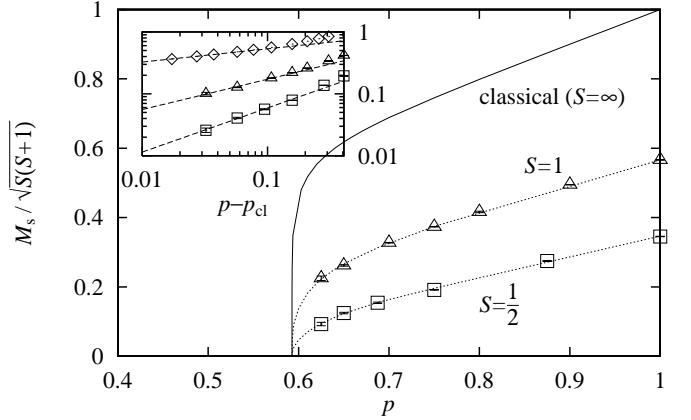 1
0.8
0.6
0.4
0.2
0
M_s / √S(S+1)
0.4 0.5 0.6 0.7 0.8 0.9 1
p
classical (S=∞)
S=1
S=1/2
1
0.1
0.01
0.01 0.1
p−p_cl